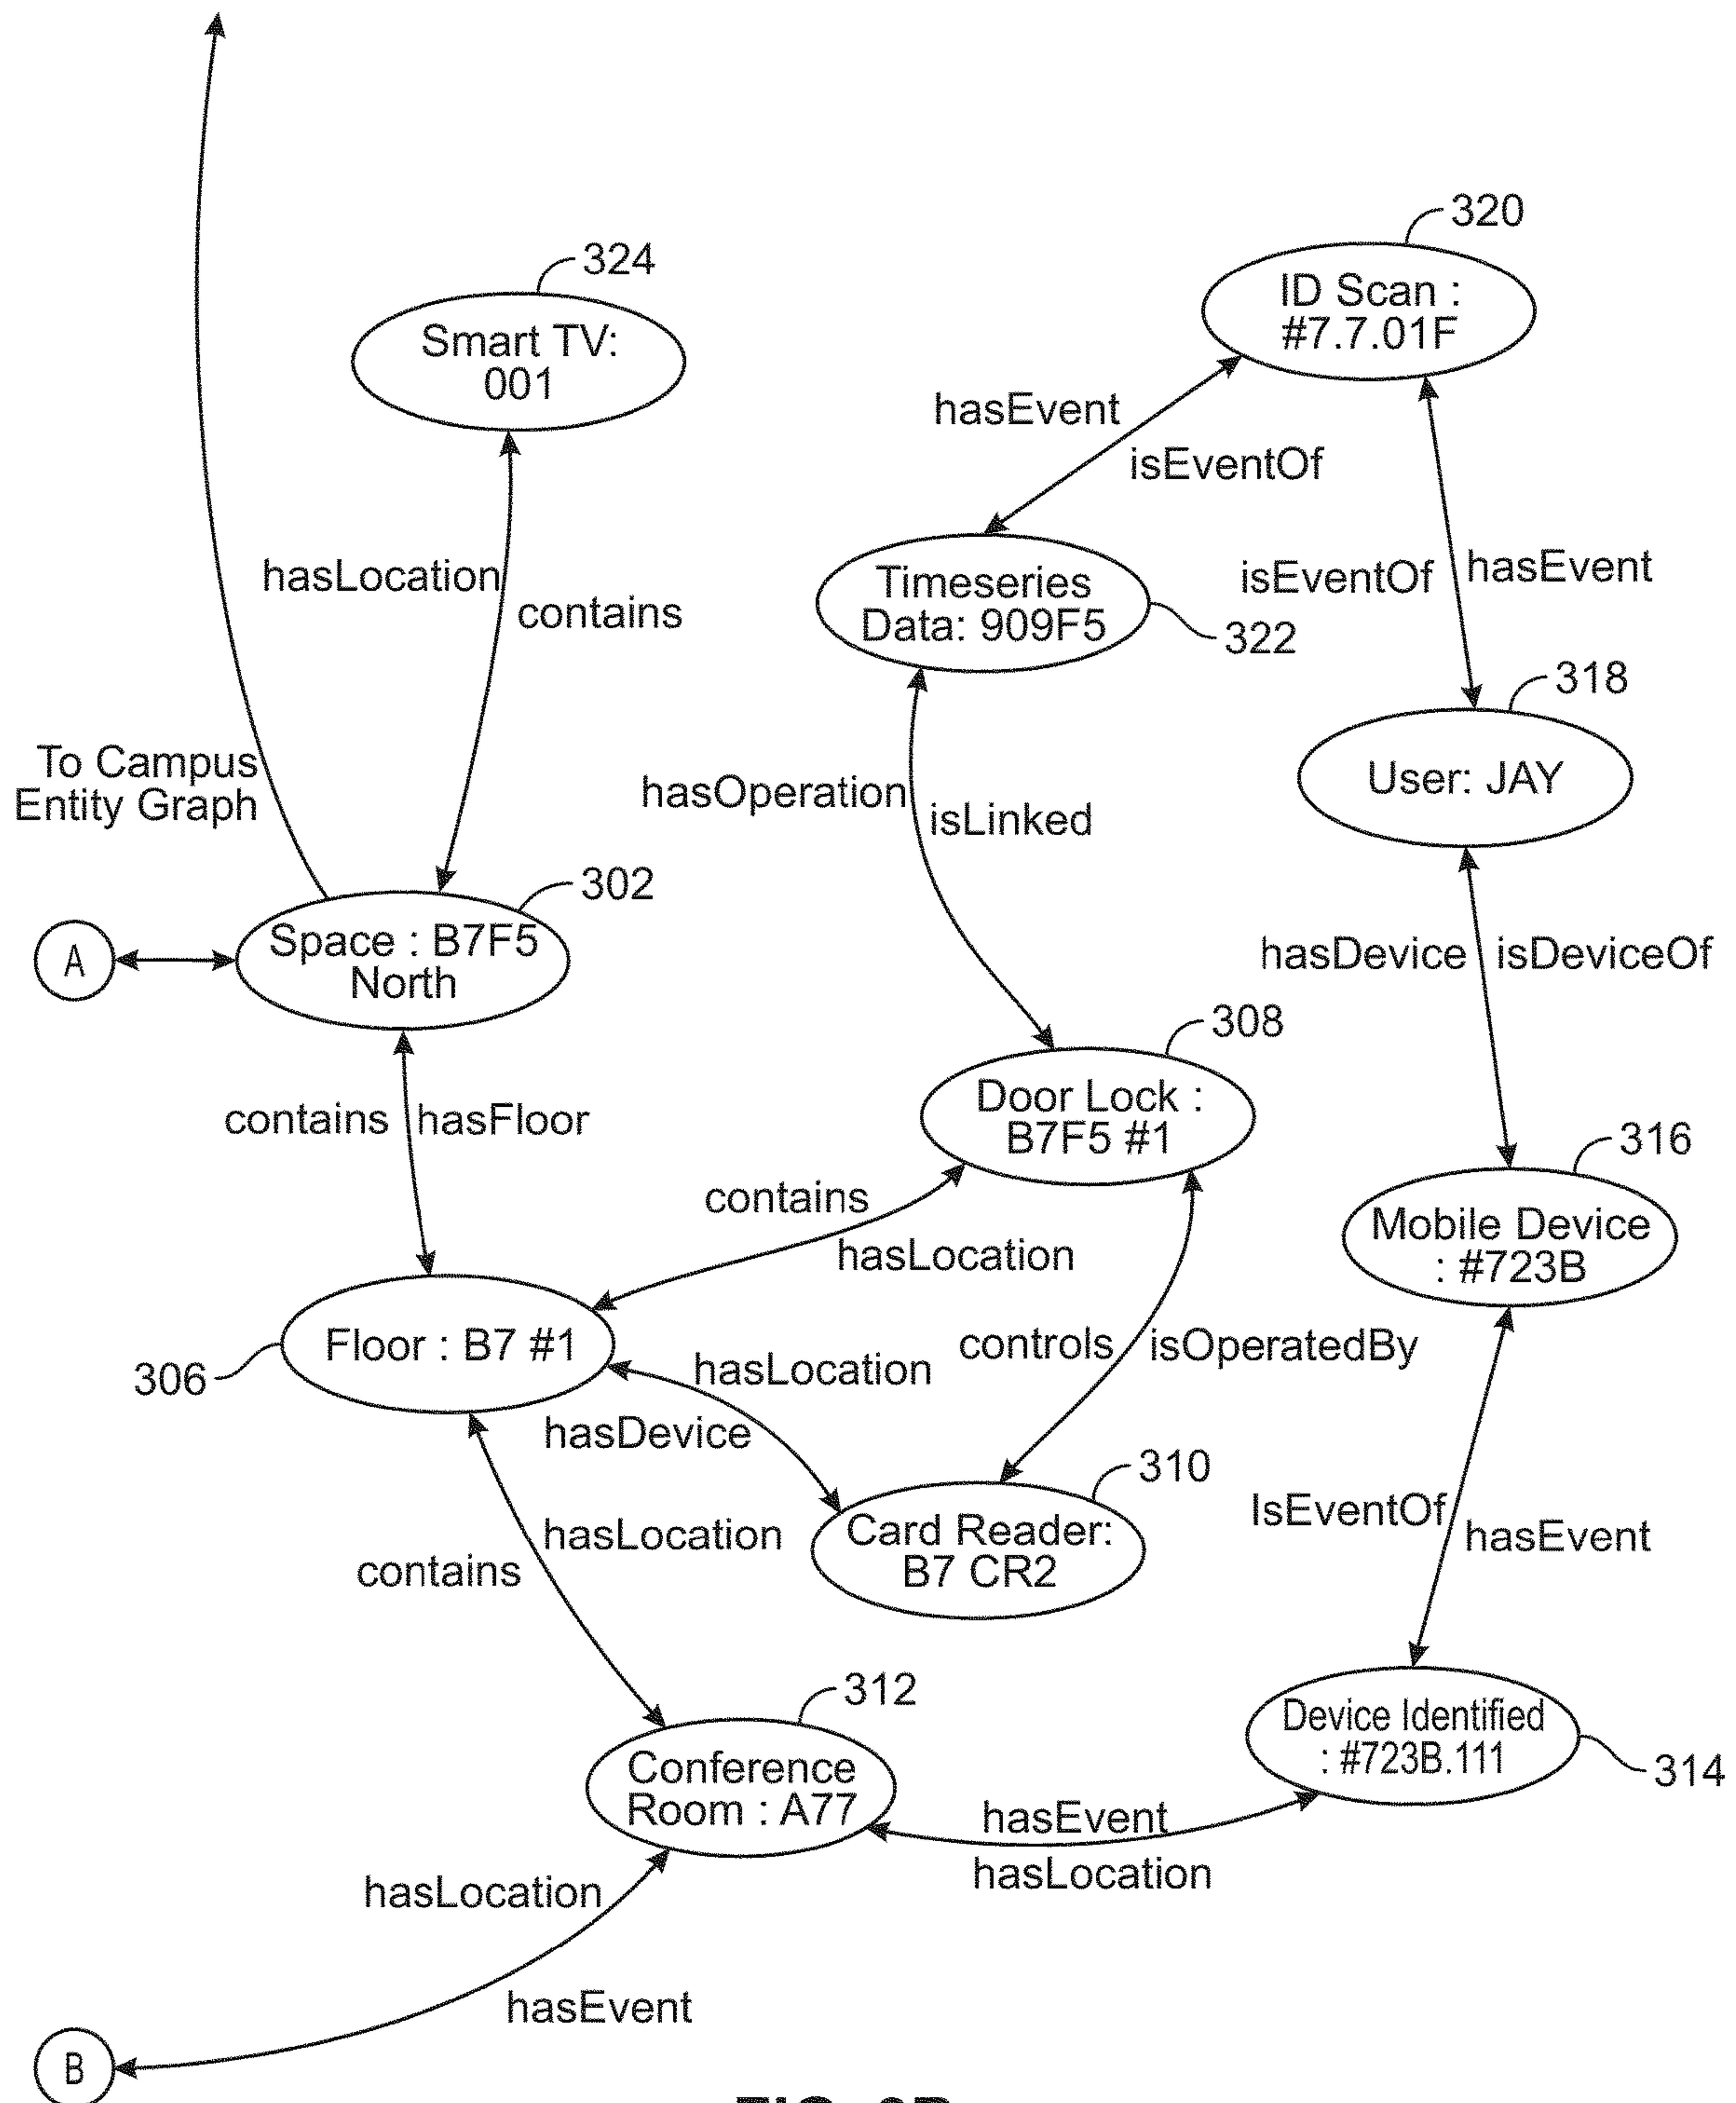 320
324
ID Scan :
#7.7.01F
Smart TV:
001
hasEvent
isEventOf
hasLocation
contains
Timeseries
Data: 909F5
322
isEventOf
hasEvent
318
User: JAY
To Campus
Entity Graph
hasOperation
isLinked
302
A
Space : B7F5
North
hasDevice
isDeviceOf
308
Door Lock :
B7F5 #1
contains
hasFloor
316
Mobile Device
: #723B
contains
hasLocation
Floor : B7 #1
306
controls
isOperatedBy
hasLocation
hasDevice
310
Card Reader:
B7 CR2
hasLocation
contains
IsEventOf
hasEvent
312
Conference
Room : A77
Device Identified
: #723B.111
314
hasEvent
hasLocation
hasLocation
hasEvent
B